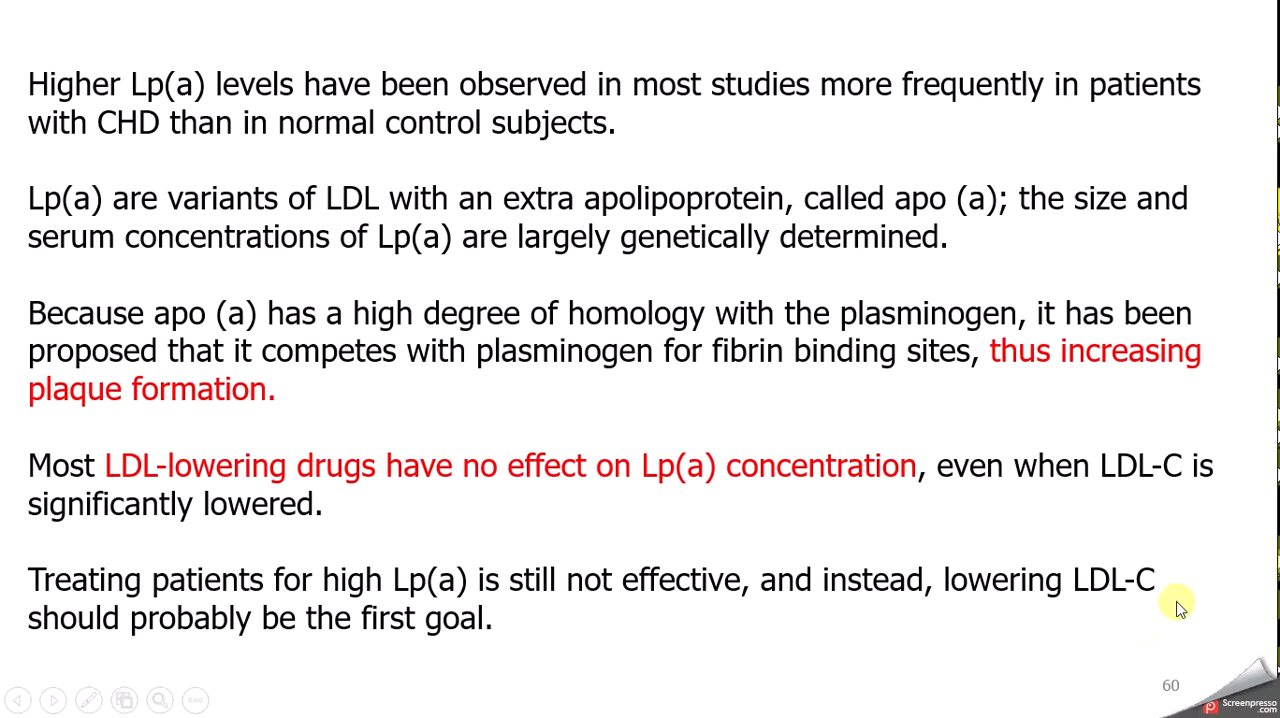 Higher Lp(a) levels have been observed in most studies more frequently in patients
with CHD than in normal control subjects.
Lp(a) are variants of LDL with an extra apolipoprotein, called apo (a); the size and
serum concentrations of Lp(a) are largely genetically determined.
Because apo (a) has a high degree of homology with the plasminogen, it has been
proposed that it competes with plasminogen for fibrin binding sites, thus increasing
plaque formation.
Most LDL-lowering drugs have no effect on Lp(a) concentration, even when LDL-C is
significantly lowered.
Treating patients for high Lp(a) is still not effective, and instead, lowering LDL-C
should probably be the first goal.
60
Screenpresso
.com